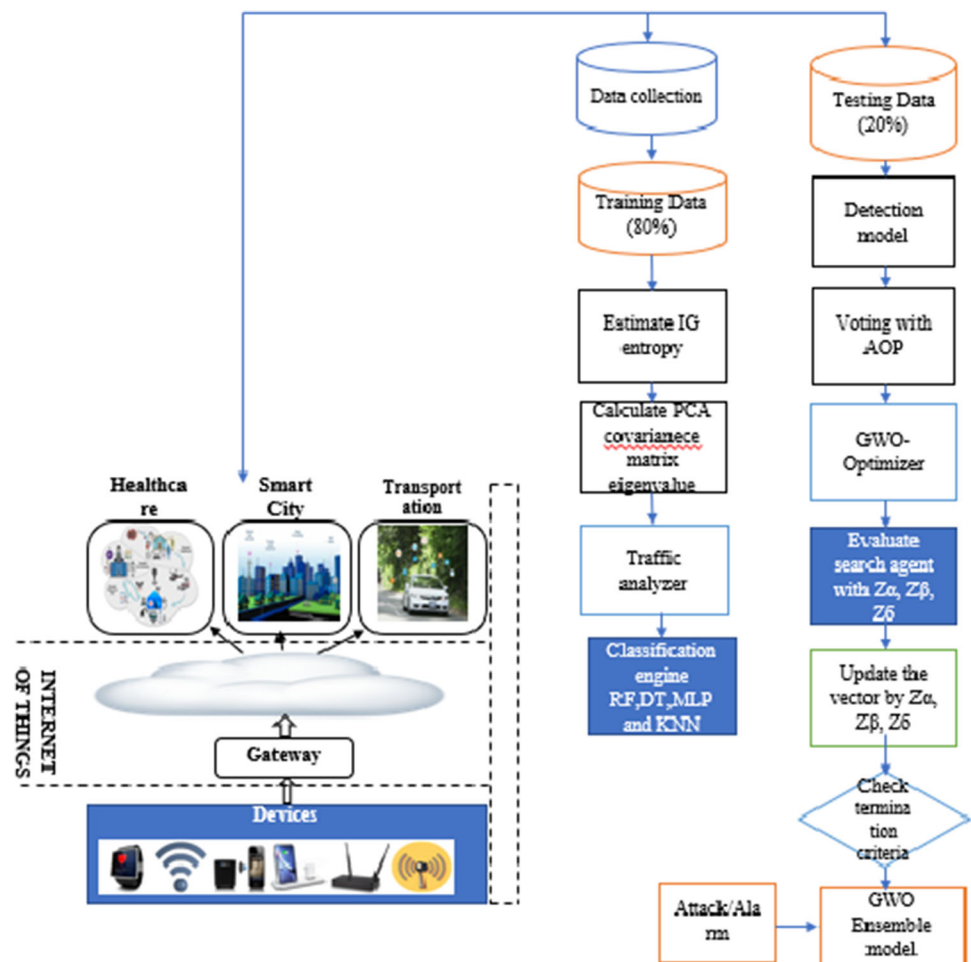 Data collection
Training Data
(80%)
Estimate IG
entropy
Calculate PCA
covarianece
matrix
eigenvalue
Traffic
analyzer
Classification
engine
RF,DT,MLP
and KNN
Testing Data
(20%)
Detection
model
Voting with
AOP
GWO-
Optimizer
Evaluate
search agent
with Zα, Zβ,
Zδ
Update the
vector by Zα,
Zβ, Zδ
Check
termina
tion
criteria
GWO
Ensemble
model.
Attack/Ala
rm
Healthca
re
Smart
City
Transport
ation
INTERNET
OF THINGS
Gateway
Devices